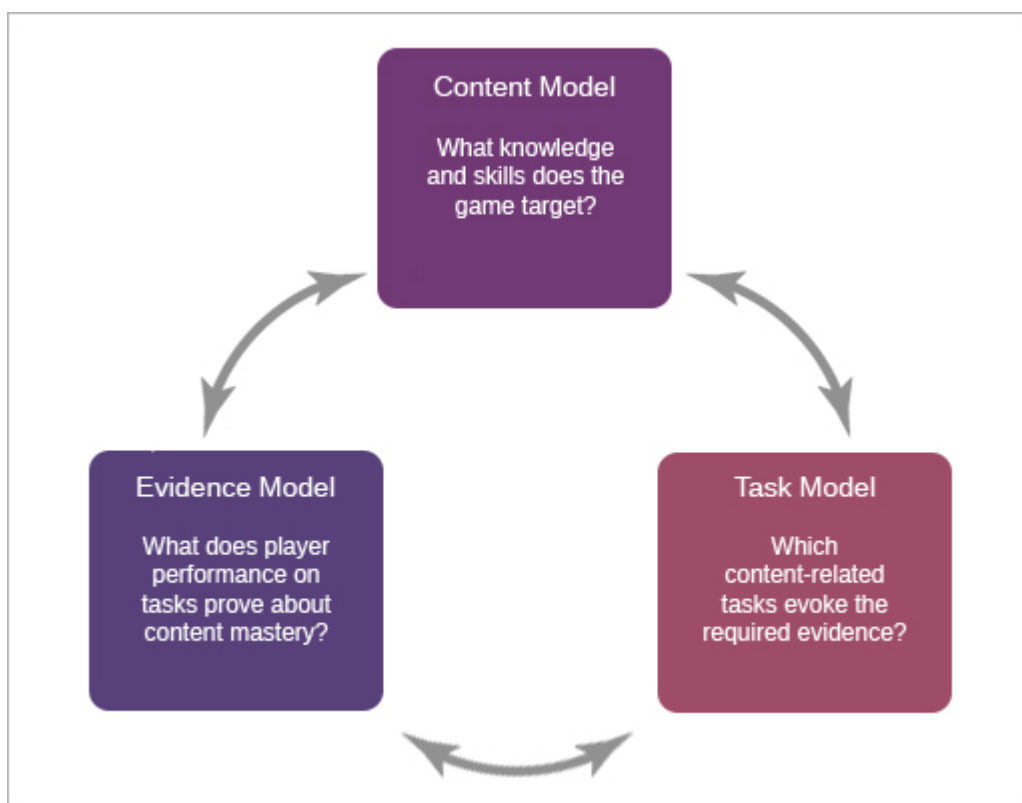 Content Model
What knowledge
and skills does the
game target?
Evidence Model
What does player
performance on
tasks prove about
content mastery?
Task Model
Which
content-related
tasks evoke the
required evidence?